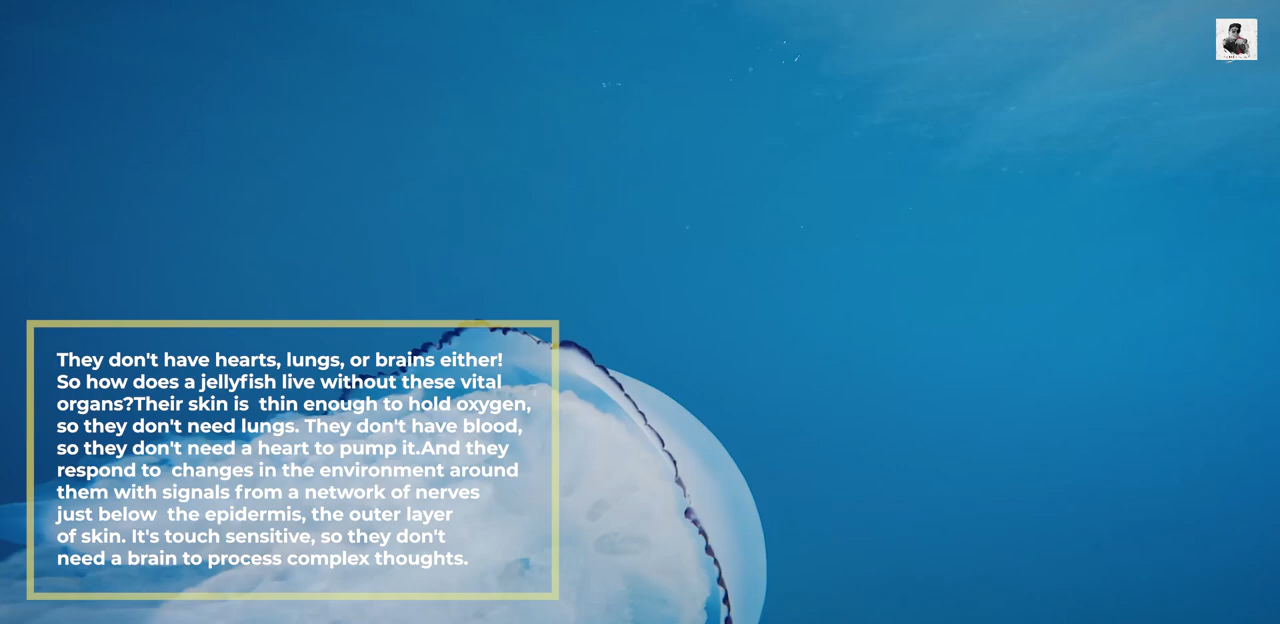 They don't have hearts, lungs, or brains either!
So how does a jellyfish live without these vital
organs?Their skin is  thin enough to hold oxygen,
so they don't need lungs. They don't have blood,
so they don't need a heart to pump it.And they
respond to  changes in the environment around
them with signals from a network of nerves
just below  the epidermis, the outer layer
of skin. It's touch sensitive, so they don't
need a brain to process complex thoughts.